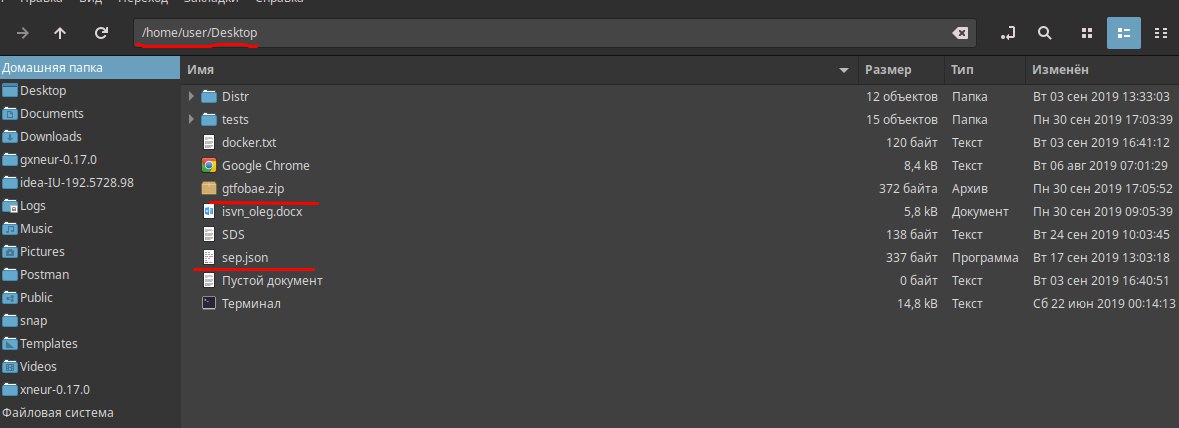 Правка Вид Переход Закладки Справка
/home/user/Desktop
Домашняя папка
Desktop
Documents
Downloads
gxneur-0.17.0
idea-IU-192.5728.98
Logs
Music
Pictures
Postman
Public
snap
Templates
Videos
xneur-0.17.0
Файловая система
Имя Размер Тип Изменён
Distr 12 объектов Папка Вт 03 сен 2019 13:33:03
tests 15 объектов Папка Пн 30 сен 2019 17:03:39
docker.txt 120 байт Текст Вт 03 сен 2019 16:41:12
Google Chrome 8,4 kB Текст Вт 06 авг 2019 07:01:29
gtfobae.zip 372 байта Архив Пн 30 сен 2019 17:05:52
isvn_oleg.docx 5,8 kB Документ Пн 30 сен 2019 09:05:39
SDS 138 байт Текст Вт 24 сен 2019 10:03:45
sep.json 337 байт Программа Вт 17 сен 2019 13:03:18
Пустой документ 0 байт Текст Вт 03 сен 2019 16:40:51
Терминал 14,8 kB Текст Сб 22 июн 2019 00:14:13